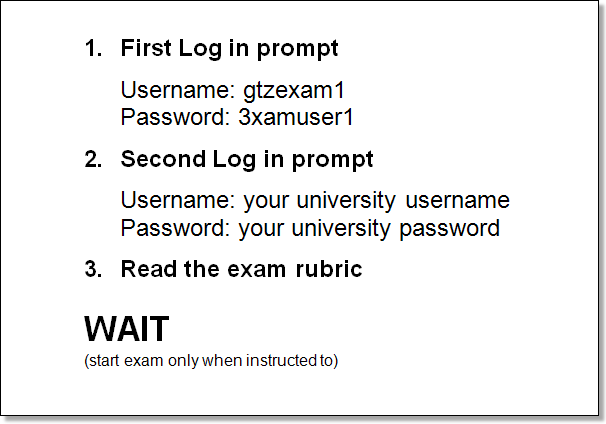 1. First Log in prompt
Username: gtzexam1
Password: 3xamuser1
2. Second Log in prompt
Username: your university username
Password: your university password
3. Read the exam rubric
WAIT
(start exam only when instructed to)